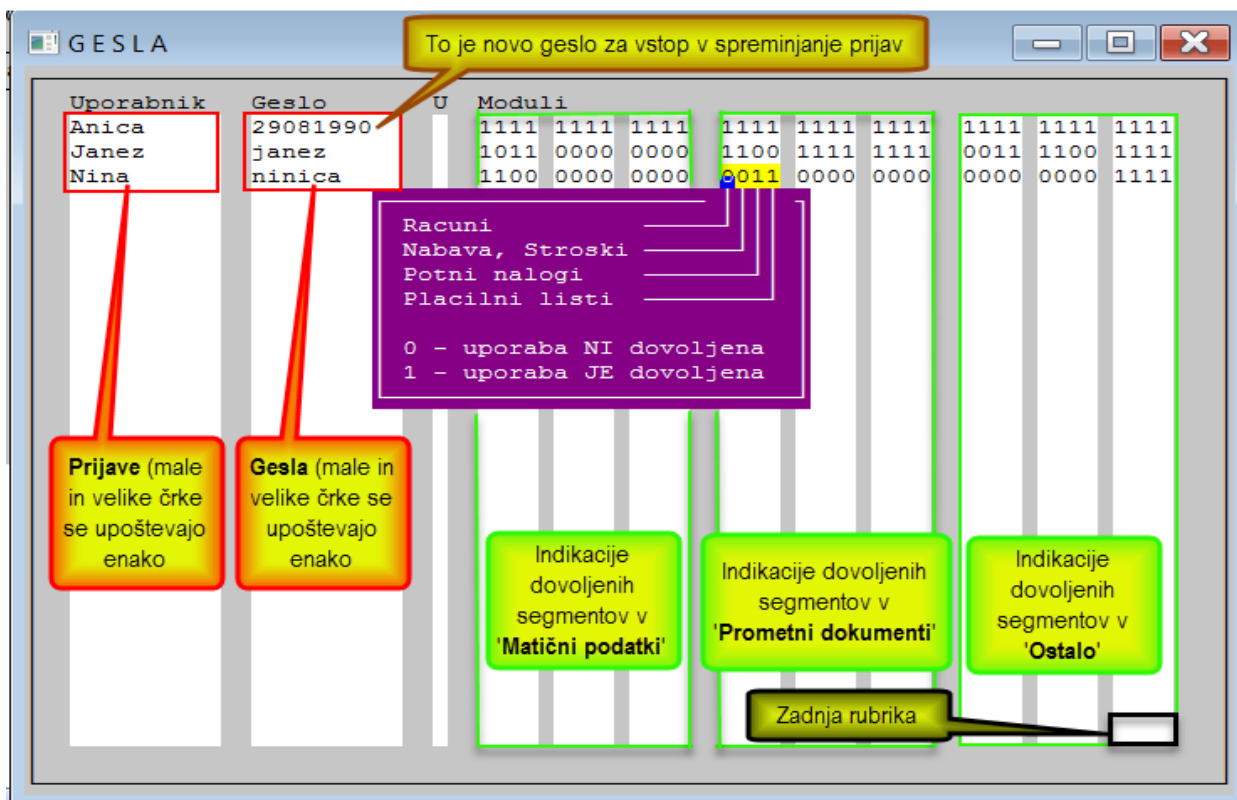 GESLA
To je novo geslo za vstop v spreminjanje prijav
Uporabnik Geslo U Moduli
Anica 29081990 1111 1111 1111 1111 1111 1111 1111 1111 1111
Janez janez 1011 0000 0000 1100 1111 1111 0011 1100 1111
Nina ninica 1100 0000 0000 0011 0000 0000 0000 0000 1111
Racuni
Nabava, Stroski
Potni nalogi
Placilni listi
0 - uporaba NI dovoljena
1 - uporaba JE dovoljena
Prijave (male
in velike črke
se upoštevajo
enako
Gesla (male in
velike črke se
upoštevajo
enako
Indikacije
dovoljenih
segmentov v
'Matični podatki'
Indikacije dovoljenih
segmentov v
'Prometni dokumenti'
Indikacije
dovoljenih
segmentov v
'Ostalo'
Zadnja rubrika